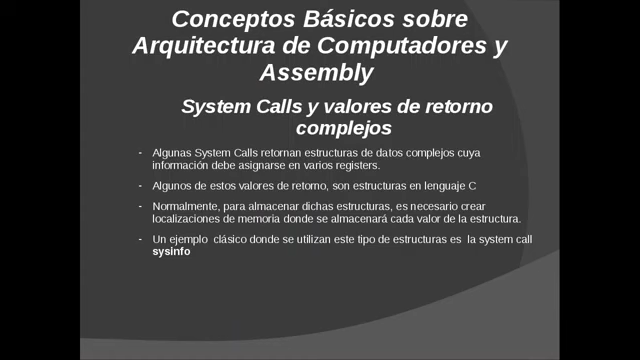 Conceptos Básicos sobre
Arquitectura de Computadores y
Assembly
System Calls y valores de retorno
complejos
- Algunas System Calls retornan estructuras de datos complejos cuya
información debe asignarse en varios registers.
- Algunos de estos valores de retorno, son estructuras en lenguaje C
- Normalmente, para almacenar dichas estructuras, es necesario crear
localizaciones de memoria donde se almacenará cada valor de la estructura.
- Un ejemplo clásico donde se utilizan este tipo de estructuras es la system call
sysinfo